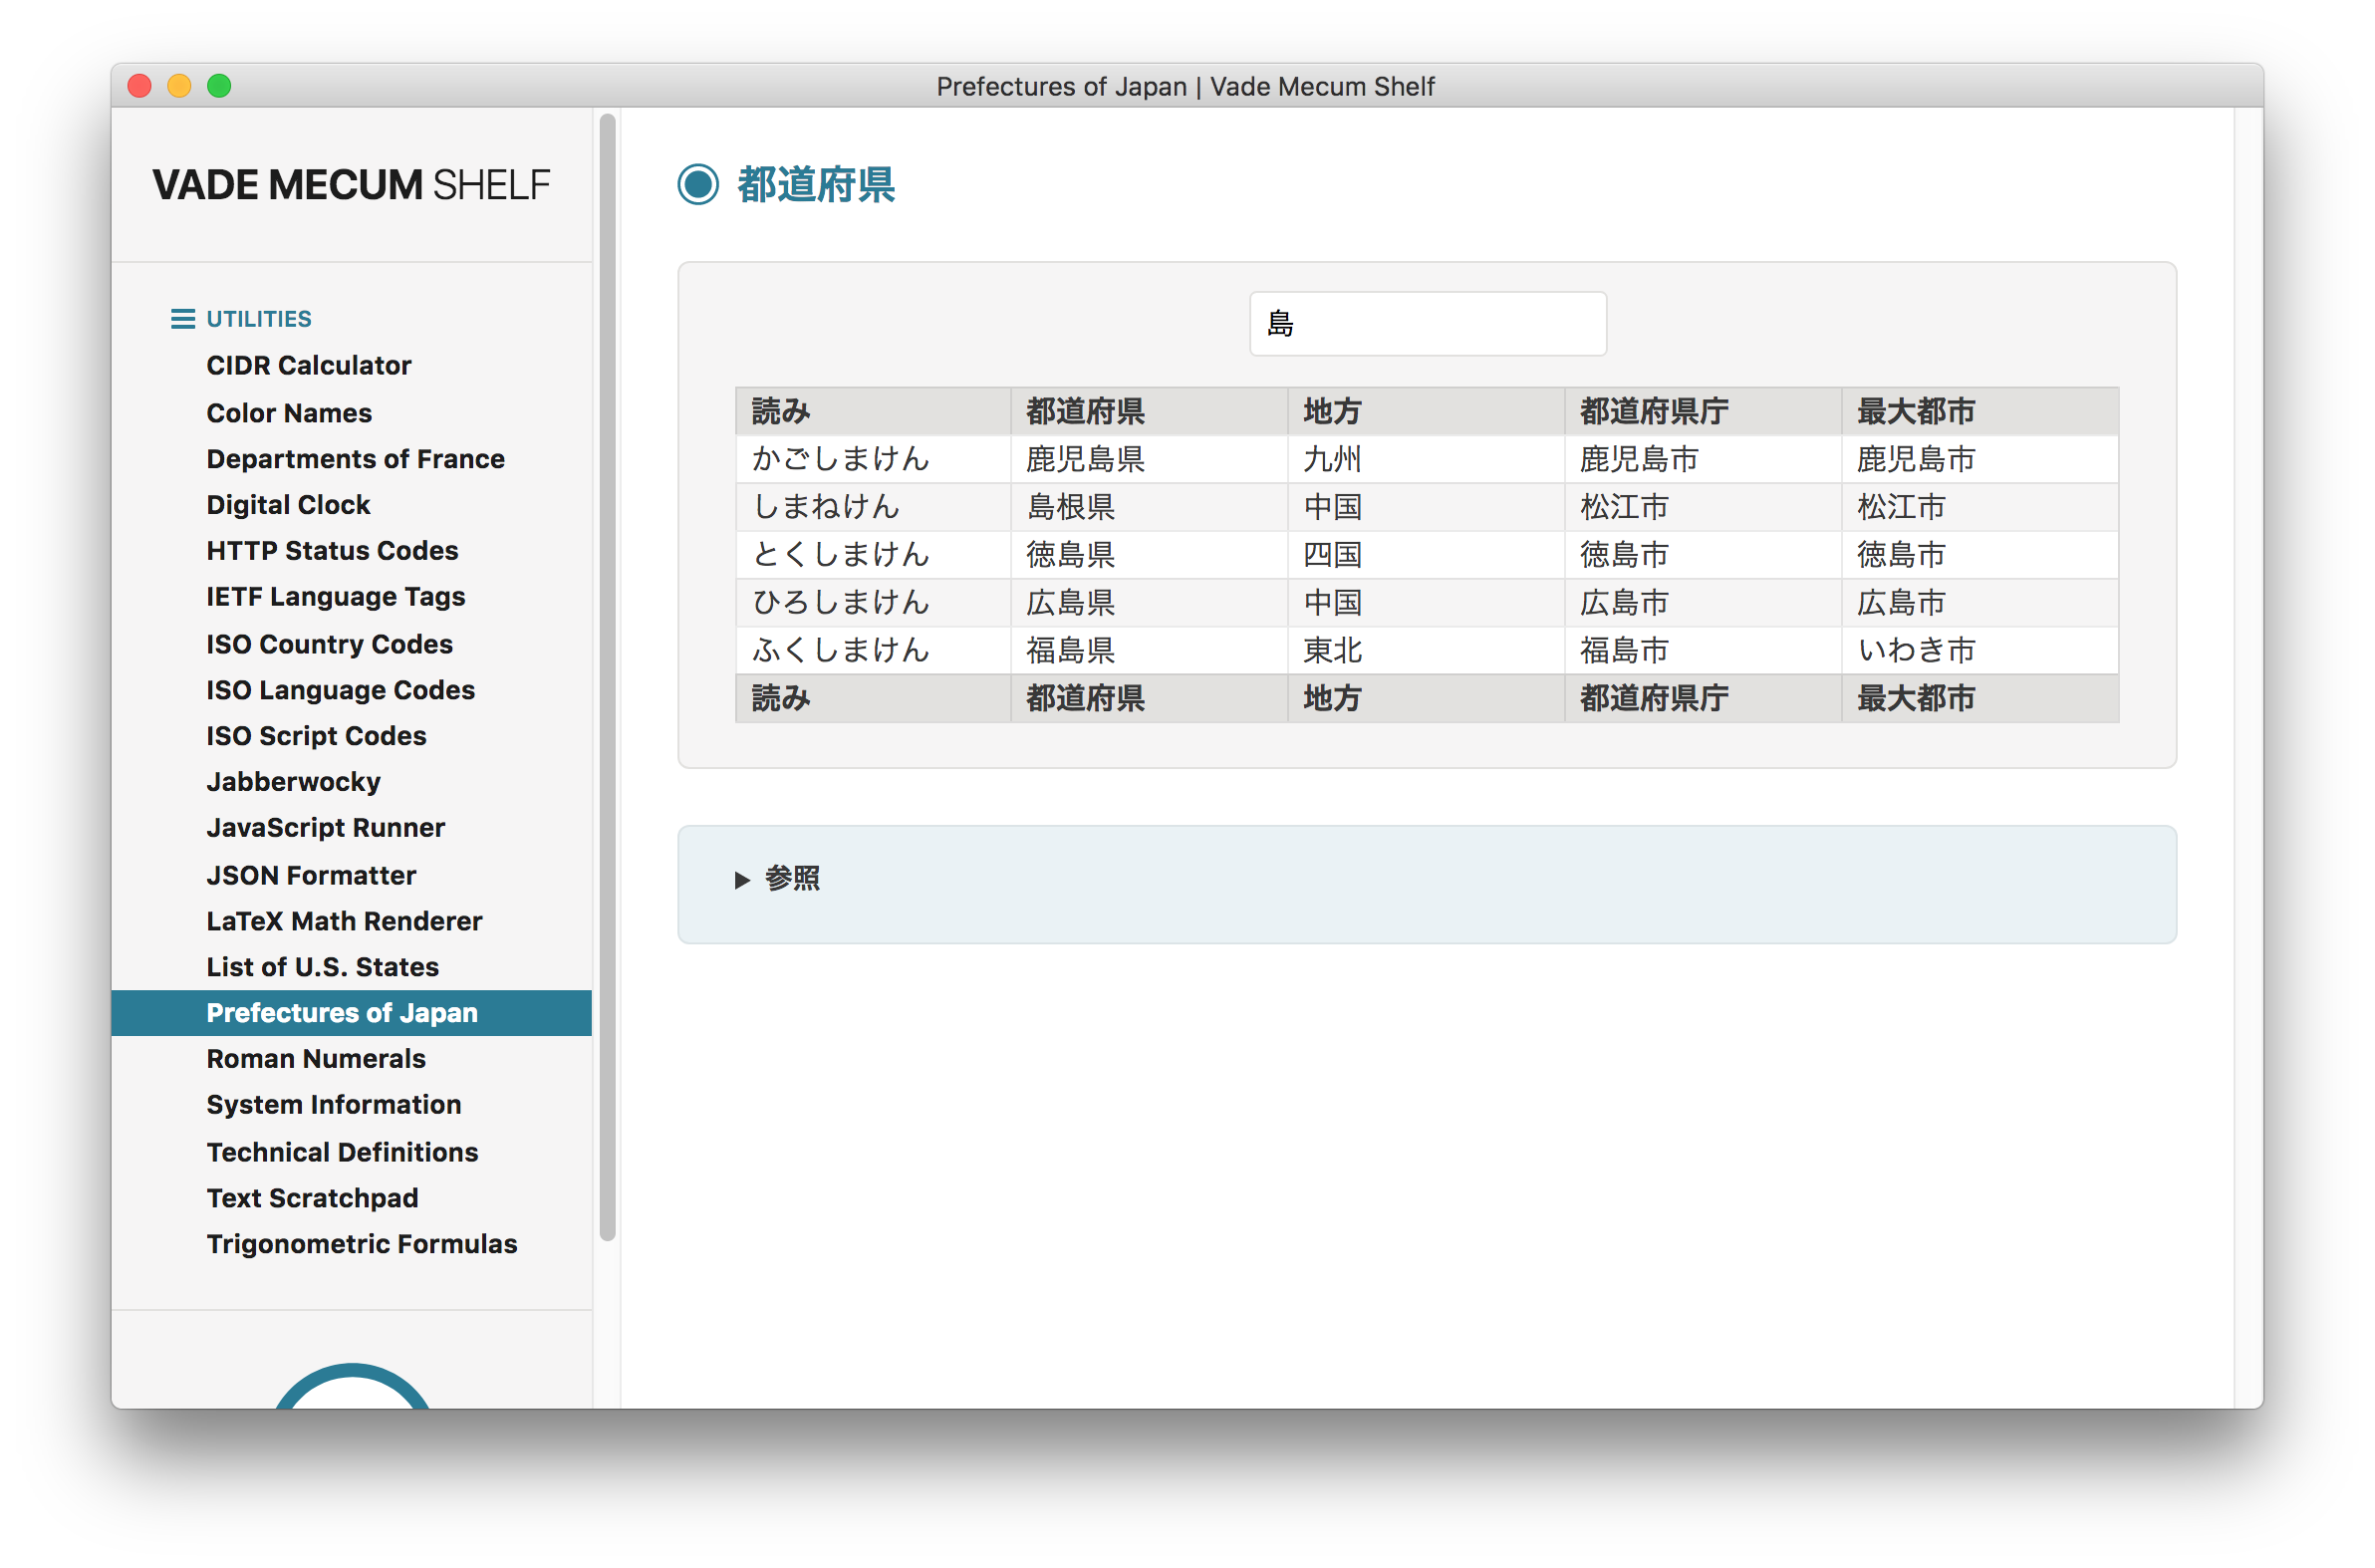 Prefectures of Japan | Vade Mecum Shelf
VADE MECUM SHELF
UTILITIES
CIDR Calculator
Color Names
Departments of France
Digital Clock
HTTP Status Codes
IETF Language Tags
ISO Country Codes
ISO Language Codes
ISO Script Codes
Jabberwocky
JavaScript Runner
JSON Formatter
LaTeX Math Renderer
List of U.S. States
Prefectures of Japan
Roman Numerals
System Information
Technical Definitions
Text Scratchpad
Trigonometric Formulas
都道府県
島
読み 都道府県 地方 都道府県庁 最大都市
かごしまけん 鹿児島県 九州 鹿児島市 鹿児島市
しまねけん 島根県 中国 松江市 松江市
とくしまけん 徳島県 四国 徳島市 徳島市
ひろしまけん 広島県 中国 広島市 広島市
ふくしまけん 福島県 東北 福島市 いわき市
読み 都道府県 地方 都道府県庁 最大都市
参照